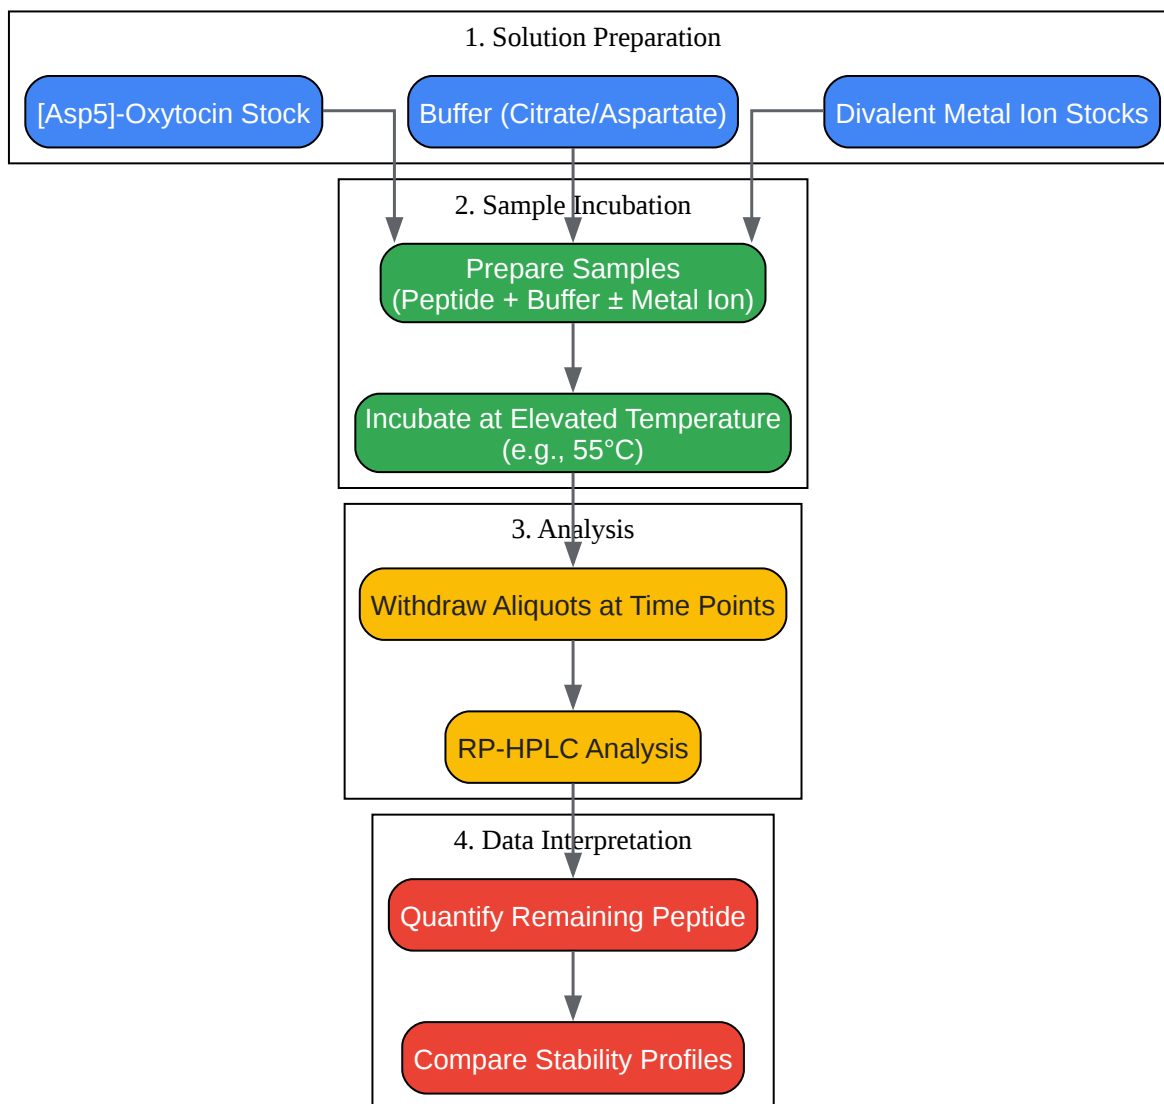 1. Solution Preparation
[Asp5]-Oxytocin Stock
Buffer (Citrate/Aspartate)
Divalent Metal Ion Stocks
2. Sample Incubation
Prepare Samples
(Peptide + Buffer ± Metal Ion)
Incubate at Elevated Temperature
(e.g., 55°C)
3. Analysis
Withdraw Aliquots at Time Points
RP-HPLC Analysis
4. Data Interpretation
Quantify Remaining Peptide
Compare Stability Profiles